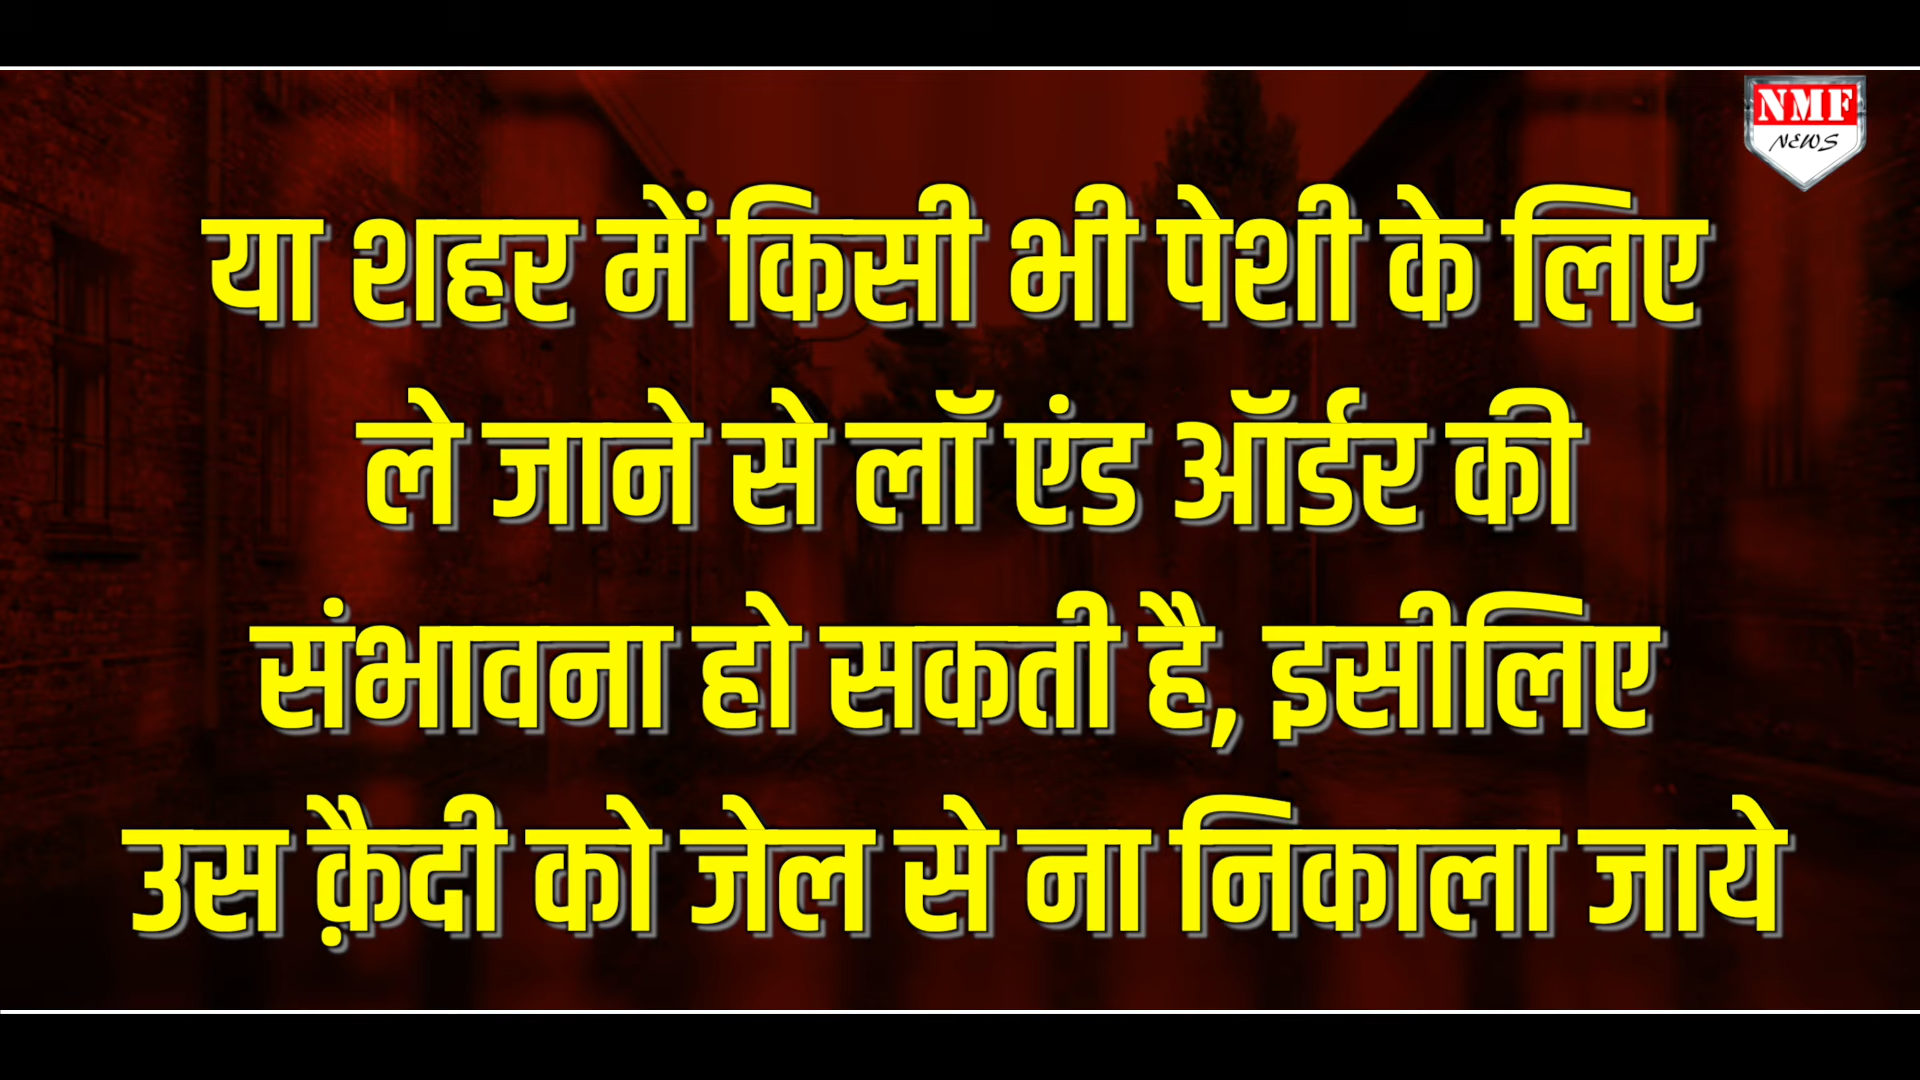 NMF
NEWS
या शहर में किसी भी पेशी के लिए
ले जाने से लॉ एंड ऑर्डर की
संभावना हो सकती है, इसीलिए
उस क़ैदी को जेल से ना निकाला जाये